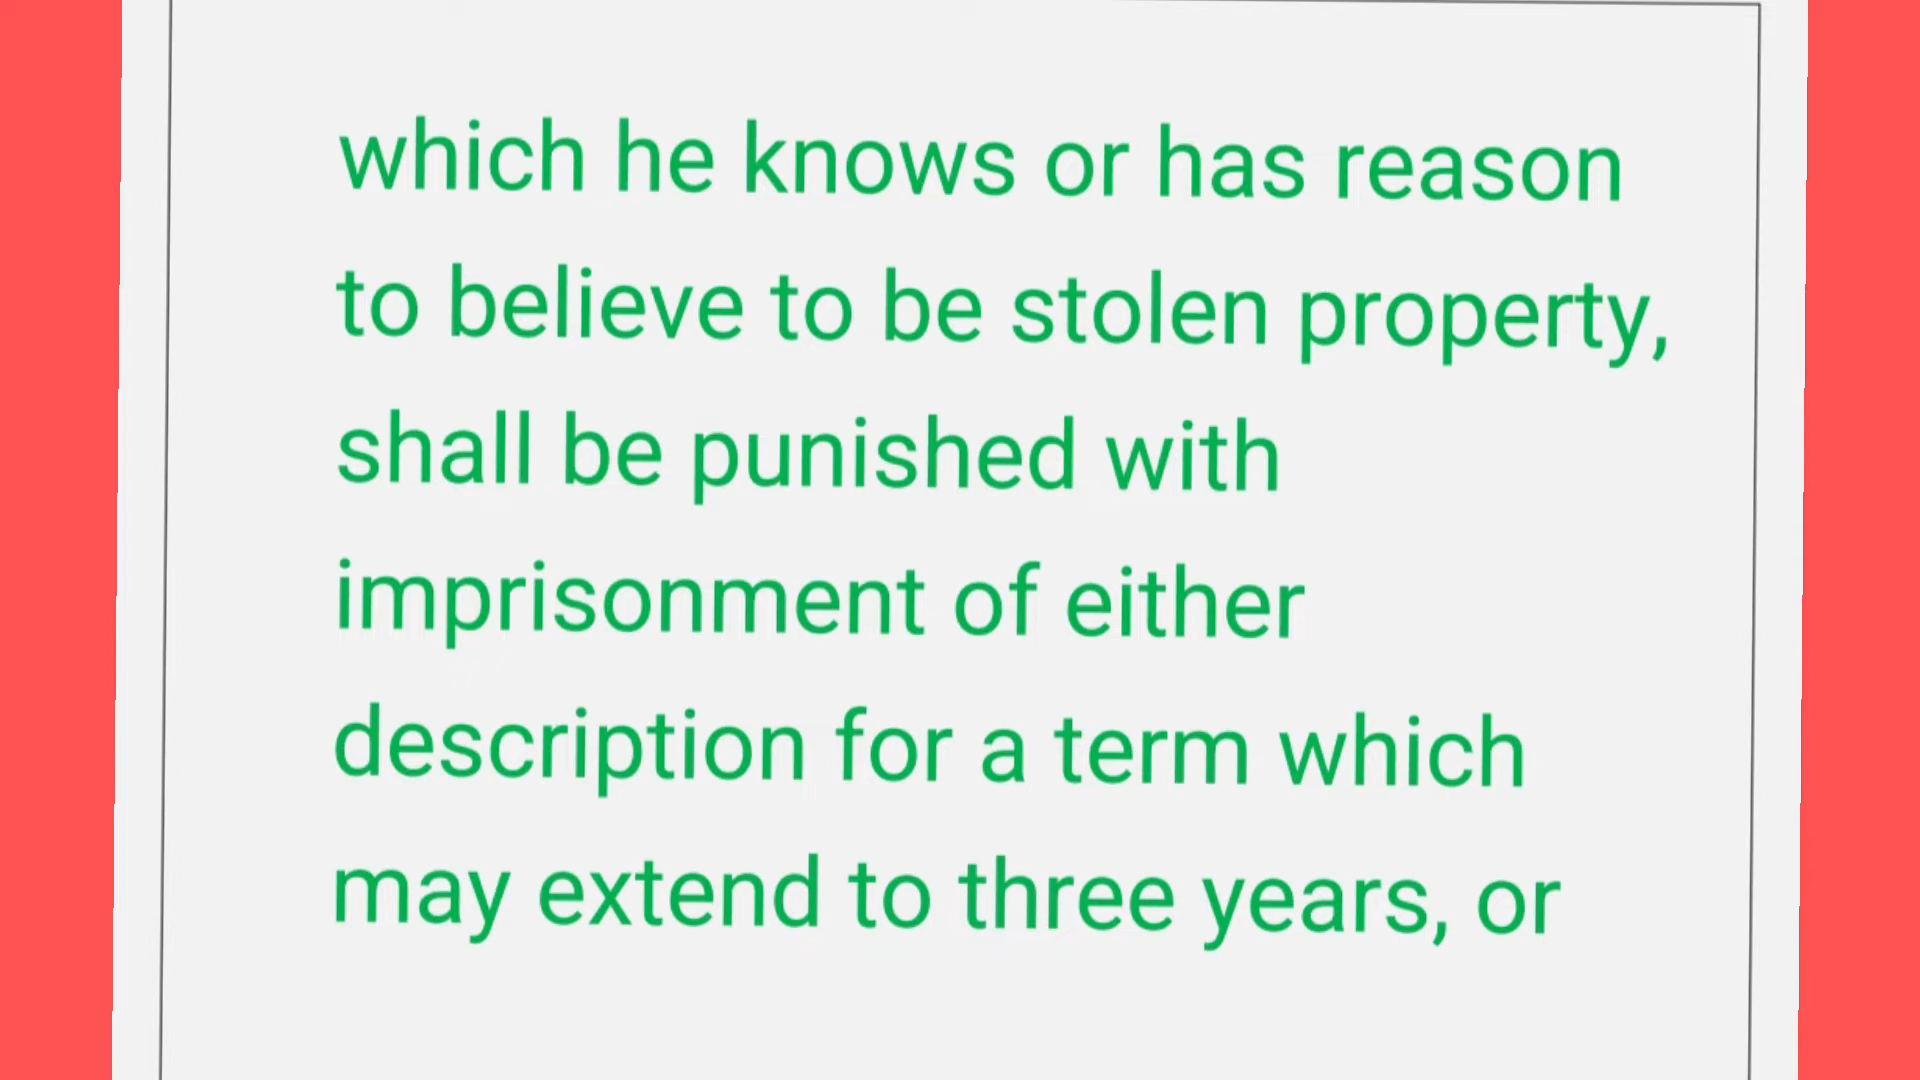 which he knows or has reason
to believe to be stolen property,
shall be punished with
imprisonment of either
description for a term which
may extend to three years, or